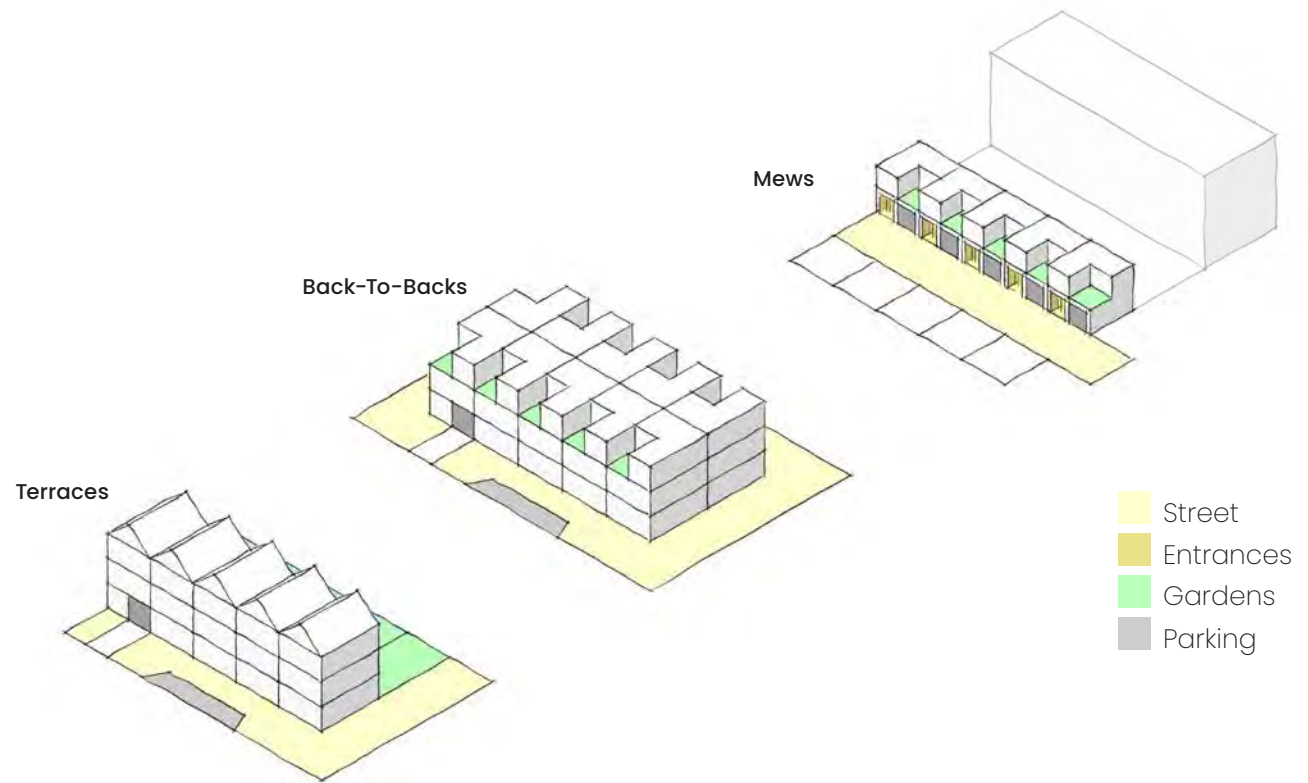 Mews
Back-To-Backs
Terraces
Street
Entrances
Gardens
Parking